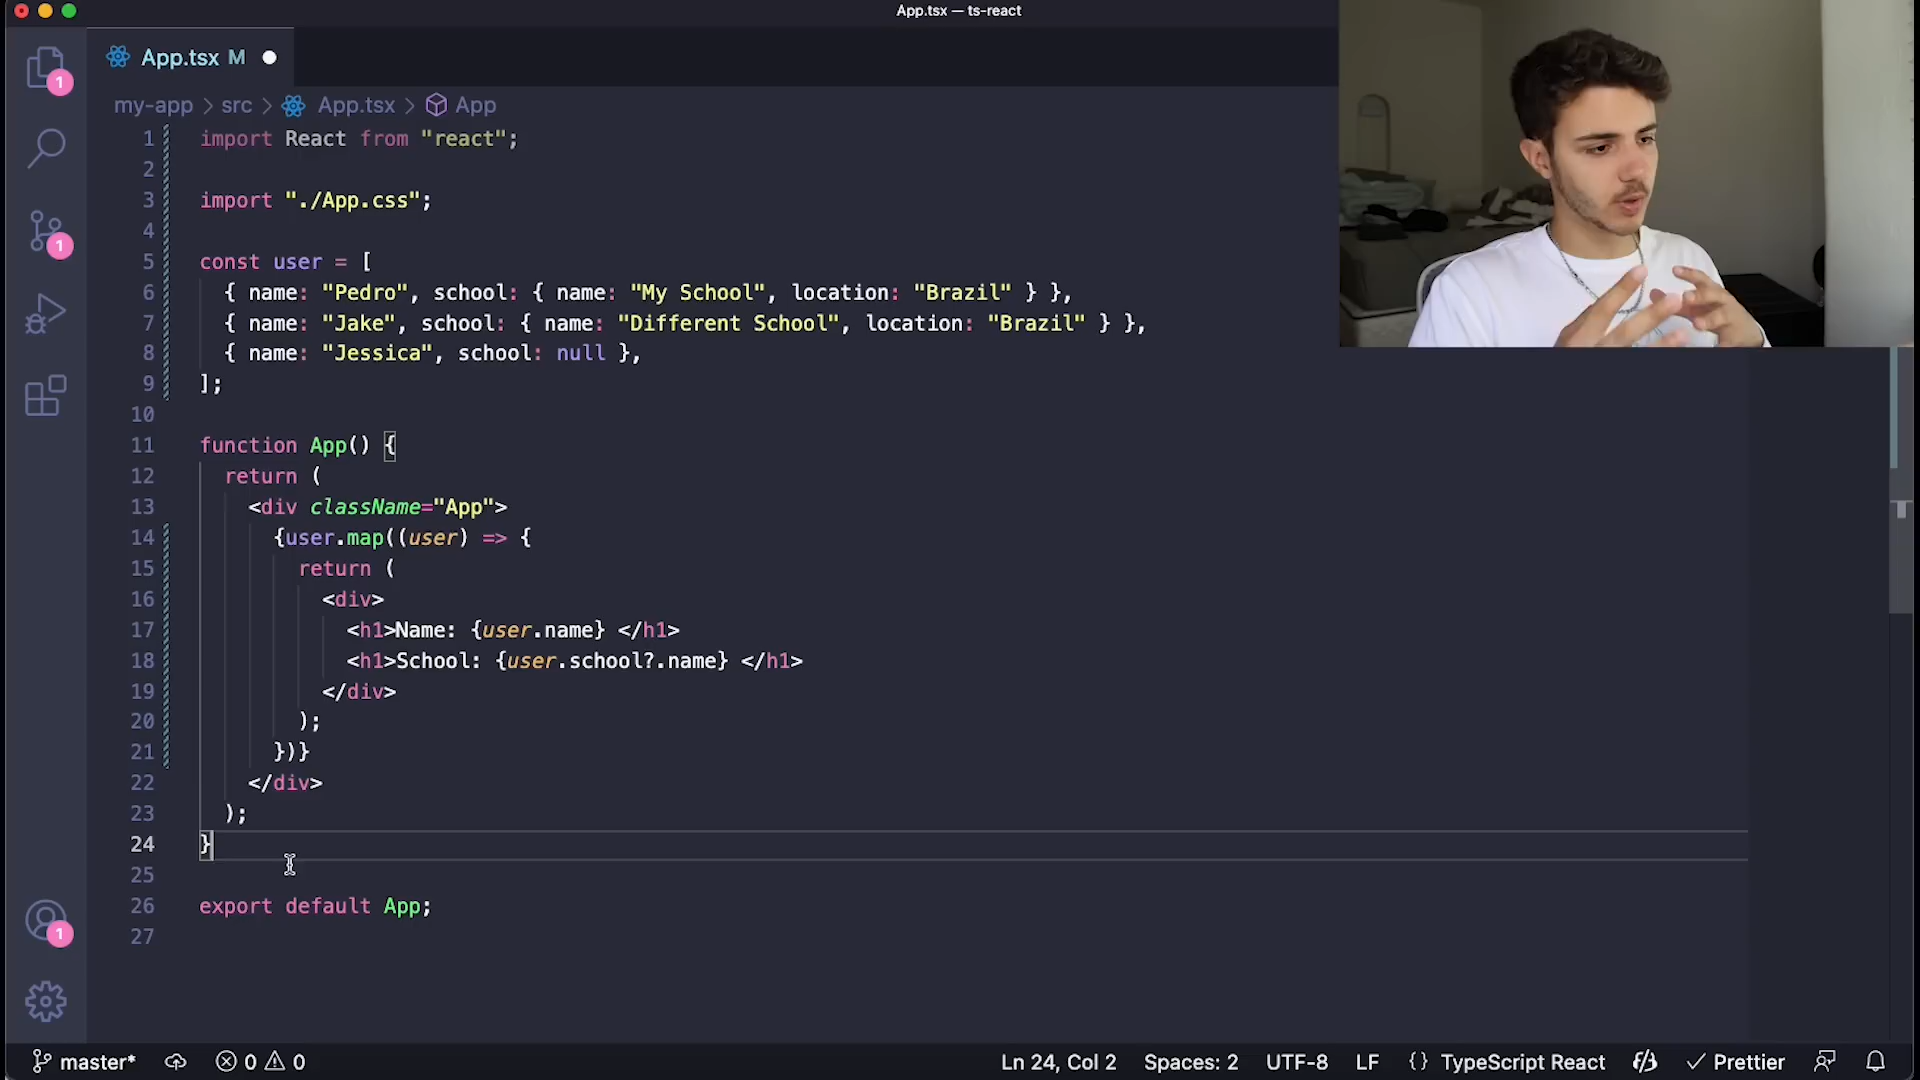 App.tsx — ts-react
App.tsx M
1
my-app > src > App.tsx > App
1 import React from "react";
2
3 import "./App.css";
4
1
5 const user = [
6 { name: "Pedro", school: { name: "My School", location: "Brazil" } },
7 { name: "Jake", school: { name: "Different School", location: "Brazil" } },
8 { name: "Jessica", school: null },
9 ];
10
11 function App() {
12 return (
13 <div className="App">
14 {user.map((user) => {
15 return (
16 <div>
17 <h1>Name: {user.name} </h1>
18 <h1>School: {user.school?.name} </h1>
19 </div>
20 );
21 })}
22 </div>
23 );
24 }
25
26 export default App;
27
1
master* 0 0 Ln 24, Col 2 Spaces: 2 UTF-8 LF {} TypeScript React Prettier